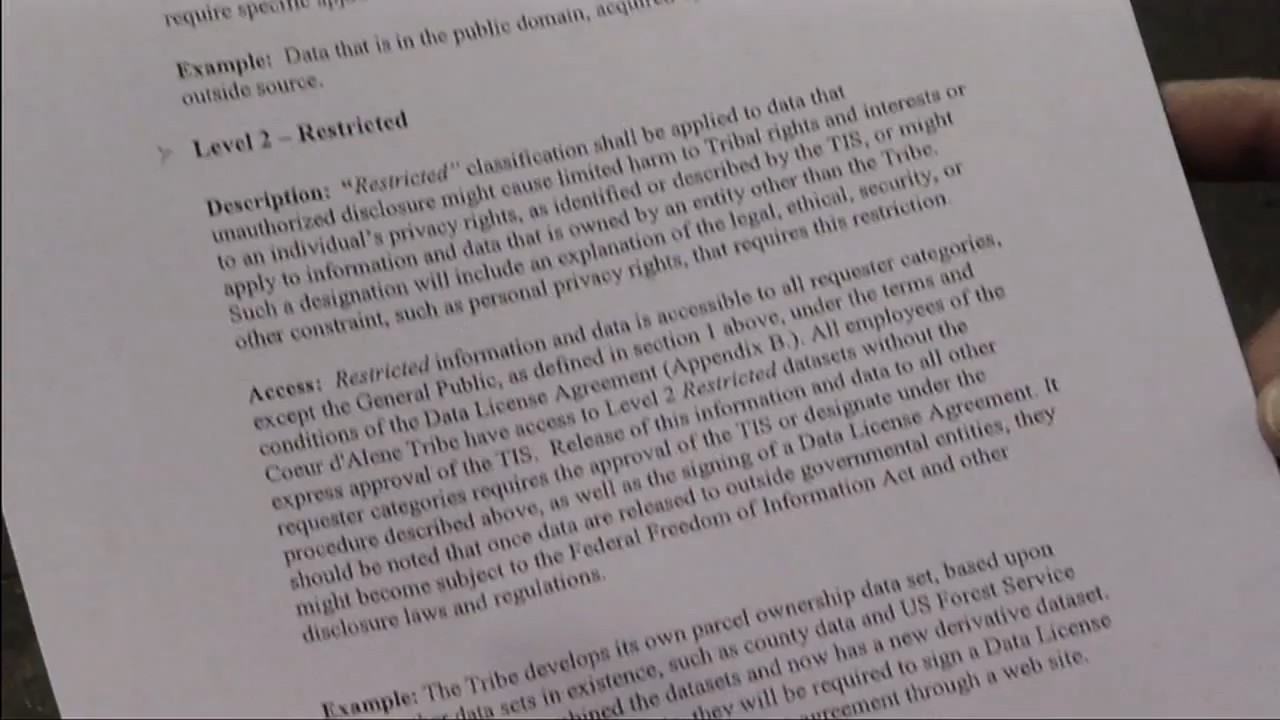 require specific
Example: Data that is in the public domain, acquired
outside source.
Level 2 – Restricted
Description: "Restricted" classification shall be applied to data that
unauthorized disclosure might cause limited harm to Tribal rights and interests or
to an individual's privacy rights, as identified or described by the TIS, or might
apply to information and data that is owned by an entity other than the Tribe.
Such a designation will include an explanation of the legal, ethical, security, or
other constraint, such as personal privacy rights, that requires this restriction.
Access: Restricted information and data is accessible to all requester categories,
except the General Public, as defined in section 1 above, under the terms and
conditions of the Data License Agreement (Appendix B.). All employees of the
Coeur d'Alene Tribe have access to Level 2 Restricted datasets without the
express approval of the TIS. Release of this information and data to all other
requester categories requires the approval of the TIS or designate under the
procedure described above, as well as the signing of a Data License Agreement. It
should be noted that once data are released to outside governmental entities, they
might become subject to the Federal Freedom of Information Act and other
disclosure laws and regulations.
Example: The Tribe develops its own parcel ownership data set, based upon
data sets in existence, such as county data and US Forest Service
the datasets and now has a new derivative dataset.
they will be required to sign a Data License
agreement through a web site.